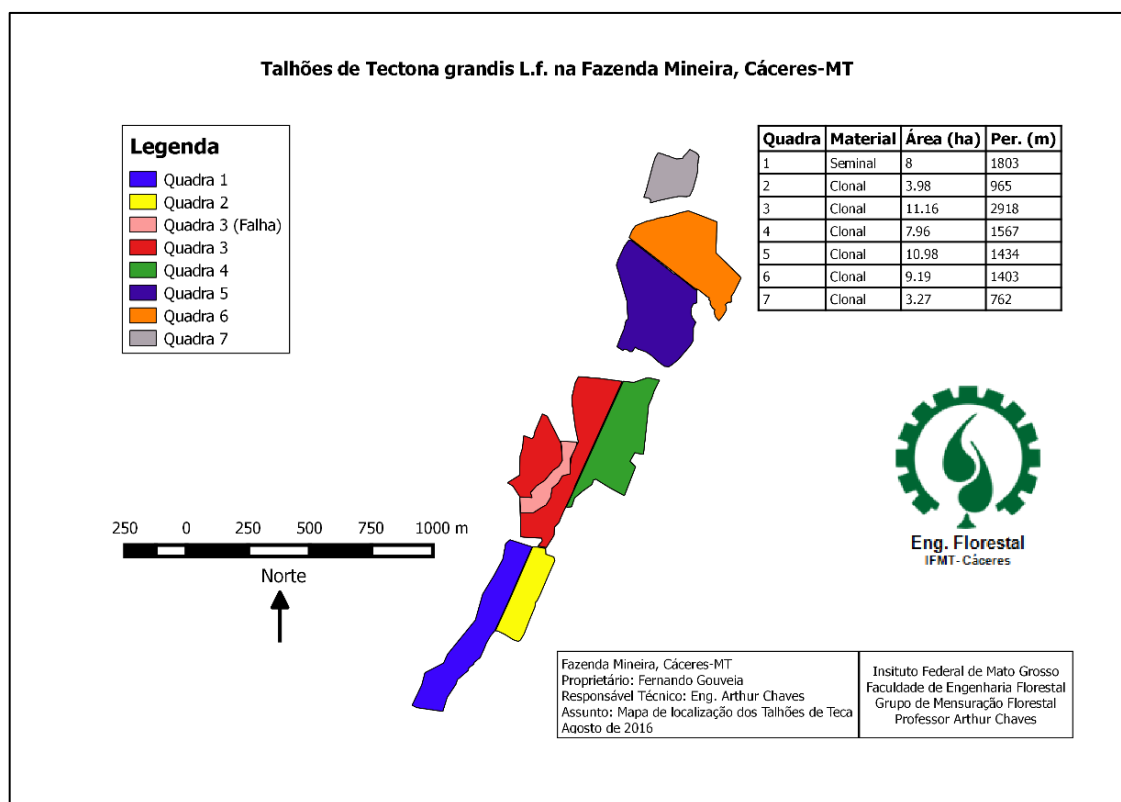 Talhões de Tectona grandis L.f. na Fazenda Mineira, Cáceres-MT
Legenda
Quadra 1
Quadra 2
Quadra 3 (Falha)
Quadra 3
Quadra 4
Quadra 5
Quadra 6
Quadra 7
Quadra Material Área (ha) Per. (m)
1 Seminal 8 1803
2 Clonal 3.98 965
3 Clonal 11.16 2918
4 Clonal 7.96 1567
5 Clonal 10.98 1434
6 Clonal 9.19 1403
7 Clonal 3.27 762
250 0 250 500 750 1000 m
Norte
Eng. Florestal
IFMT- Cáceres
Fazenda Mineira, Cáceres-MT
Proprietário: Fernando Gouveia
Responsável Técnico: Eng. Arthur Chaves
Assunto: Mapa de localização dos Talhões de Teca
Agosto de 2016
Insituto Federal de Mato Grosso
Faculdade de Engenharia Florestal
Grupo de Mensuração Florestal
Professor Arthur Chaves